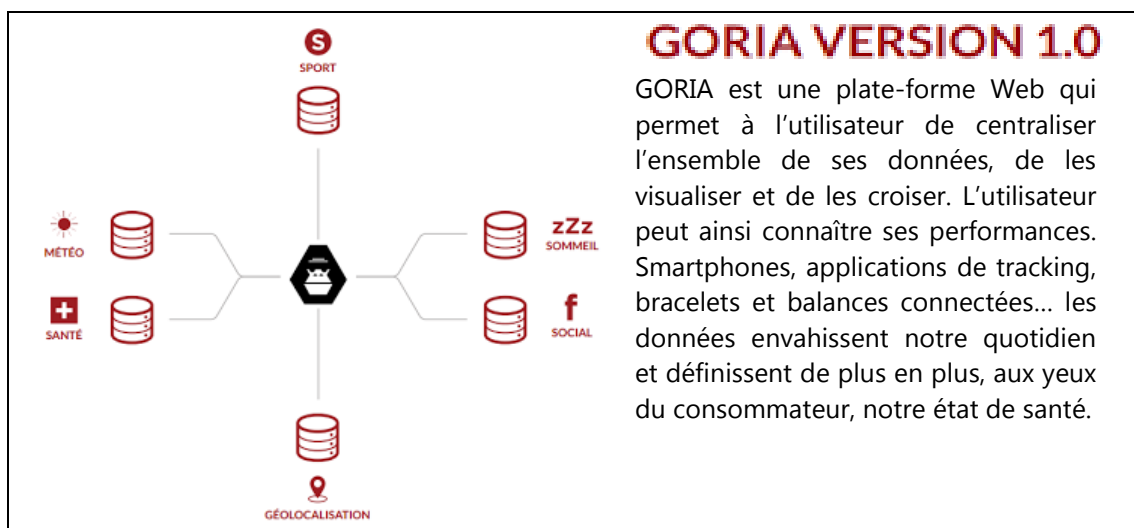 S
SPORT
MÉTÉO
SANTÉ
zZz
SOMMEIL
f
SOCIAL
GÉOLOCALISATION
GORIA VERSION 1.0
GORIA est une plate-forme Web qui
permet à l’utilisateur de centraliser
l’ensemble de ses données, de les
visualiser et de les croiser. L’utilisateur
peut ainsi connaître ses performances.
Smartphones, applications de tracking,
bracelets et balances connectées… les
données envahissent notre quotidien
et définissent de plus en plus, aux yeux
du consommateur, notre état de santé.